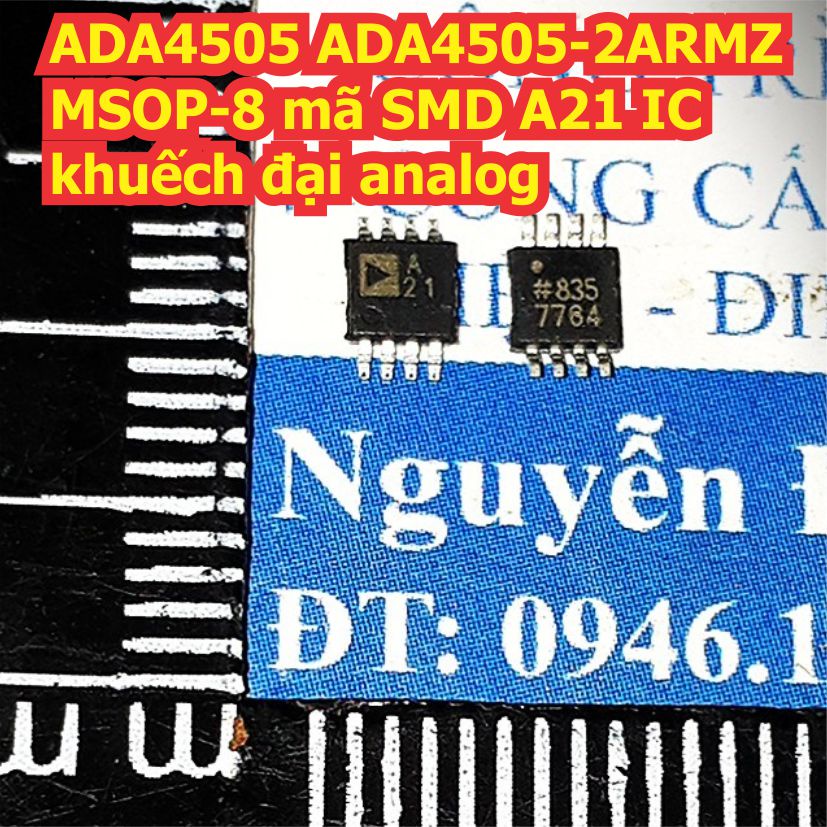 ADA4505 ADA4505-2ARMZ
MSOP-8 mã SMD A21 IC
khuếch đại analog
NG CẤ
- ĐI
A
21
#835
7764
Nguyễn
ĐT: 0946.1